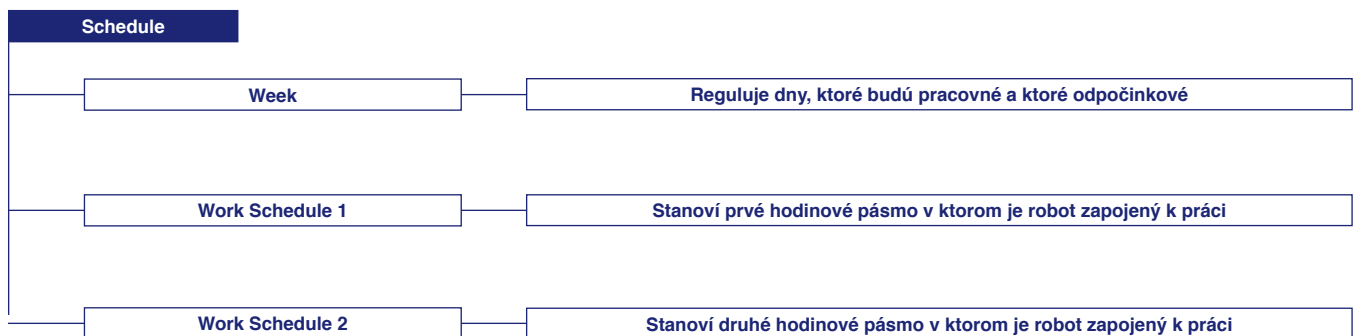 Schedule
Week
Reguluje dny, ktoré budú pracovné a ktoré odpočinkové
Work Schedule 1
Stanoví prvé hodinové pásmo v ktorom je robot zapojený k práci
Work Schedule 2
Stanoví druhé hodinové pásmo v ktorom je robot zapojený k práci